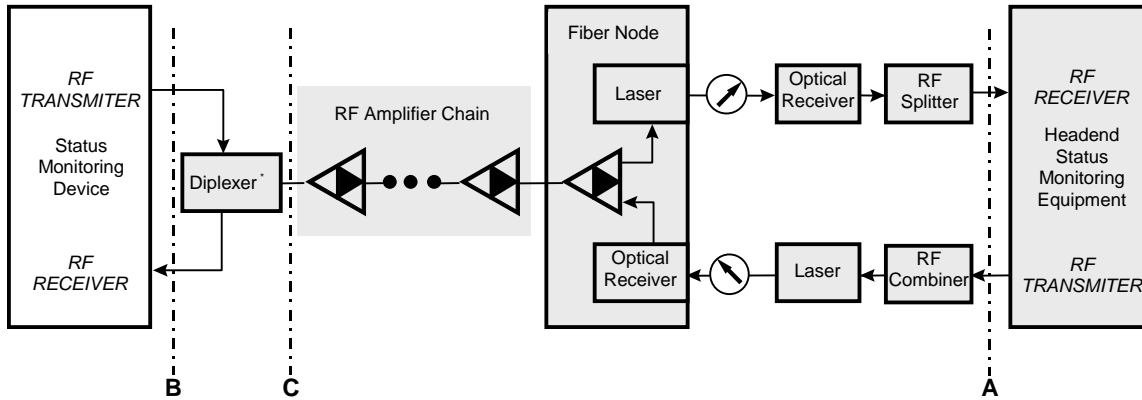 RF
TRANSMITER
Status
Monitoring
Device
RF
RECEIVER
Diplexer*
RF Amplifier Chain
Fiber Node
Laser
Optical
Receiver
Optical
Receiver
RF
Splitter
Laser
RF
Combiner
RF
RECEIVER
Headend
Status
Monitoring
Equipment
RF
TRANSMITER
B
C
A